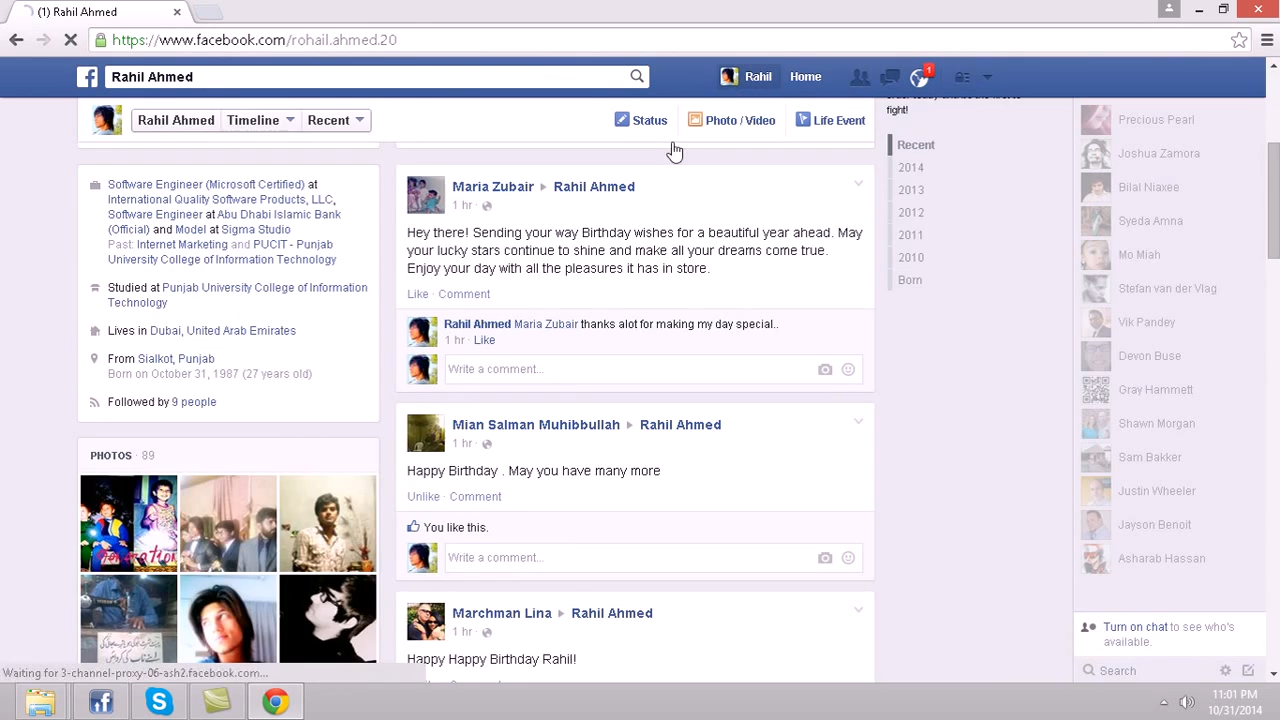 (1) Rahil Ahmed
https://www.facebook.com/rohail.ahmed.20
Rahil Ahmed
Rahil
Home
1
fight!
Rahil Ahmed
Timeline
Recent
Status
Photo / Video
Life Event
Software Engineer (Microsoft Certified) at
International Quality Software Products, LLC,
Software Engineer at Abu Dhabi Islamic Bank
(Official) and Model at Sigma Studio
Past: Internet Marketing and PUCIT - Punjab
University College of Information Technology
Studied at Punjab University College of Information
Technology
Lives in Dubai, United Arab Emirates
From Sialkot, Punjab
Born on October 31, 1987 (27 years old)
Followed by 9 people
PHOTOS · 89
Maria Zubair ▸ Rahil Ahmed
1 hr ·
Hey there! Sending your way Birthday wishes for a beautiful year ahead. May
your lucky stars continue to shine and make all your dreams come true.
Enjoy your day with all the pleasures it has in store.
Like · Comment
Rahil Ahmed Maria Zubair thanks alot for making my day special..
1 hr · Like
Write a comment...
Mian Salman Muhibbullah ▸ Rahil Ahmed
1 hr ·
Happy Birthday . May you have many more
Unlike · Comment
You like this.
Write a comment...
Marchman Lina ▸ Rahil Ahmed
1 hr ·
Happy Happy Birthday Rahil!
Recent
2014
2013
2012
2011
2010
Born
Precious Pearl
Joshua Zamora
Bilal Niaxee
Syeda Amna
Mo Miah
Stefan van der Vlag
Vik Pandey
Devon Buse
Gray Hammett
Shawn Morgan
Sam Bakker
Justin Wheeler
Jayson Benoit
Asharab Hassan
Turn on chat to see who's
available.
Search
Waiting for 3-channel-proxy-06-ash2.facebook.com...
11:01 PM
10/31/2014